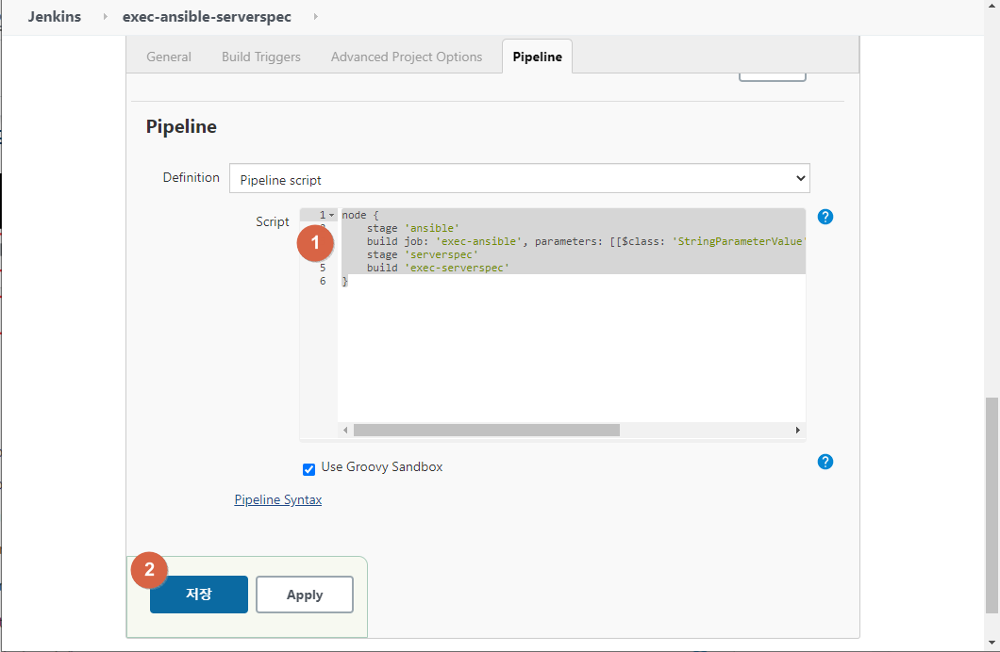 Jenkins exec-ansible-serverspec
General Build Triggers Advanced Project Options Pipeline
Pipeline
Definition Pipeline script
Script
1 node {
stage 'ansible'
1 build job: 'exec-ansible', parameters: [[$class: 'StringParameterValue'
stage 'serverspec'
5 build 'exec-serverspec'
6 }
Use Groovy Sandbox
Pipeline Syntax
2
저장 Apply